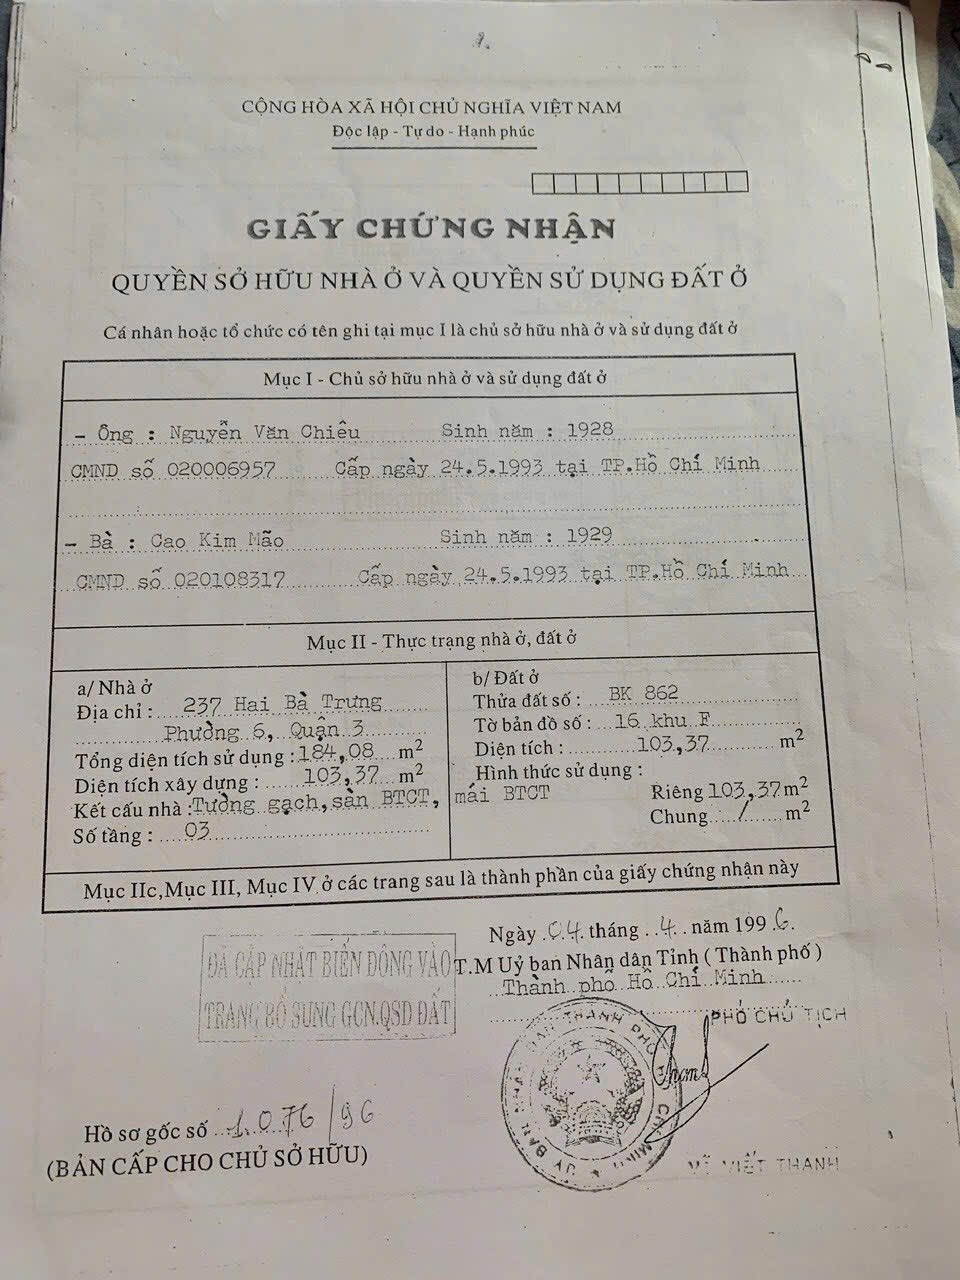 CỘNG HÒA XÃ HỘI CHỦ NGHĨA VIỆT NAM
Độc lập - Tự do - Hạnh phúc
GIẤY CHỨNG NHẬN
QUYỀN SỞ HỮU NHÀ Ở VÀ QUYỀN SỬ DỤNG ĐẤT Ở
Cá nhân hoặc tổ chức có tên ghi tại mục I là chủ sở hữu nhà ở và sử dụng đất ở
Mục I - Chủ sở hữu nhà ở và sử dụng đất ở
- Ông : Nguyễn Văn Chiêu Sinh năm : 1928
CMND số 020006957 Cấp ngày 24.5.1993 tại TP.Hồ Chí Minh
- Bà : Cao Kim Mão Sinh năm : 1929
CMND số 020108317 Cấp ngày 24.5.1993 tại TP.Hồ Chí Minh
Mục II - Thực trạng nhà ở, đất ở
a/ Nhà ở
Địa chỉ : 237 Hai Bà Trưng
Phường 6, Quận 3
Tổng diện tích sử dụng : 184,08 m²
Diện tích xây dựng : 103,37 m²
Kết cấu nhà : Tường gạch, sàn BTCT, mái BTCT
Số tầng : 03
b/ Đất ở
Thửa đất số : BK 862
Tờ bản đồ số : 16 khu F
Diện tích : 103,37 m²
Hình thức sử dụng :
Riêng 103,37 m²
Chung / m²
Mục IIc, Mục III, Mục IV ở các trang sau là thành phần của giấy chứng nhận này
Ngày 04 tháng 4 năm 1996
T.M Uỷ ban Nhân dân Tỉnh ( Thành phố )
Thành phố Hồ Chí Minh
PHÓ CHỦ TỊCH
ĐÃ CẬP NHẬT BIẾN ĐỘNG VÀO
TRANG BỔ SUNG GCN.QSD ĐẤT
VÕ VIẾT THANH
Hồ sơ gốc số 1.076/96
(BẢN CẤP CHO CHỦ SỞ HỮU)